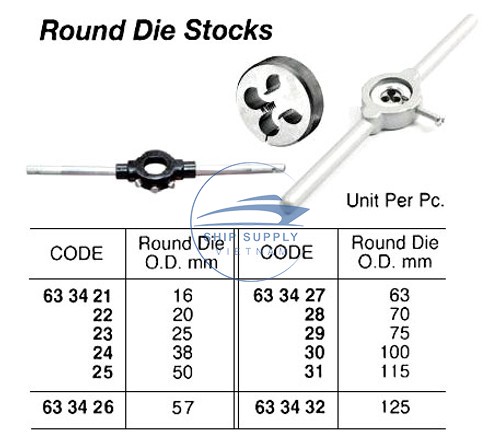 Round Die Stocks
Unit Per Pc.
SHIP SUPPLY
VIETNAM
CODE Round Die O.D. mm CODE Round Die O.D. mm
63 34 21 16 63 34 27 63
22 20 28 70
23 25 29 75
24 38 30 100
25 50 31 115
63 34 26 57 63 34 32 125